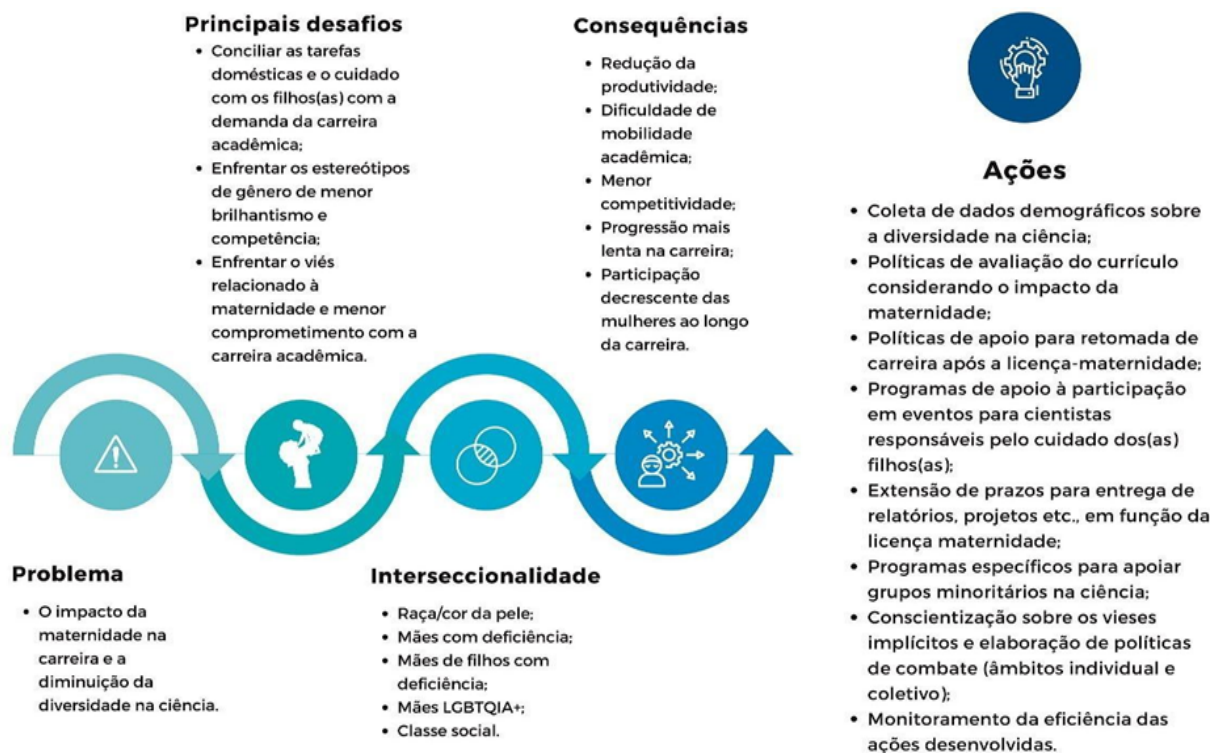 Principais desafios
• Conciliar as tarefas
domésticas e o cuidado
com os filhos(as) com a
demanda da carreira
acadêmica;
• Enfrentar os estereótipos
de gênero de menor
brilhantismo e
competência;
• Enfrentar o viés
relacionado à
maternidade e menor
comprometimento com a
carreira acadêmica.
Consequências
• Redução da
produtividade;
• Dificuldade de
mobilidade
acadêmica;
• Menor
competitividade;
• Progressão mais
lenta na carreira;
• Participação
decrescente das
mulheres ao longo
da carreira.
Problema
• O impacto da
maternidade na
carreira e a
diminuição da
diversidade na ciência.
Interseccionalidade
• Raça/cor da pele;
• Mães com deficiência;
• Mães de filhos com
deficiência;
• Mães LGBTQIA+;
• Classe social.
Ações
• Coleta de dados demográficos sobre
a diversidade na ciência;
• Políticas de avaliação do currículo
considerando o impacto da
maternidade;
• Políticas de apoio para retomada de
carreira após a licença-maternidade;
• Programas de apoio à participação
em eventos para cientistas
responsáveis pelo cuidado dos(as)
filhos(as);
• Extensão de prazos para entrega de
relatórios, projetos etc., em função da
licença maternidade;
• Programas específicos para apoiar
grupos minoritários na ciência;
• Conscientização sobre os vieses
implícitos e elaboração de políticas
de combate (âmbitos individual e
coletivo);
• Monitoramento da eficiência das
ações desenvolvidas.